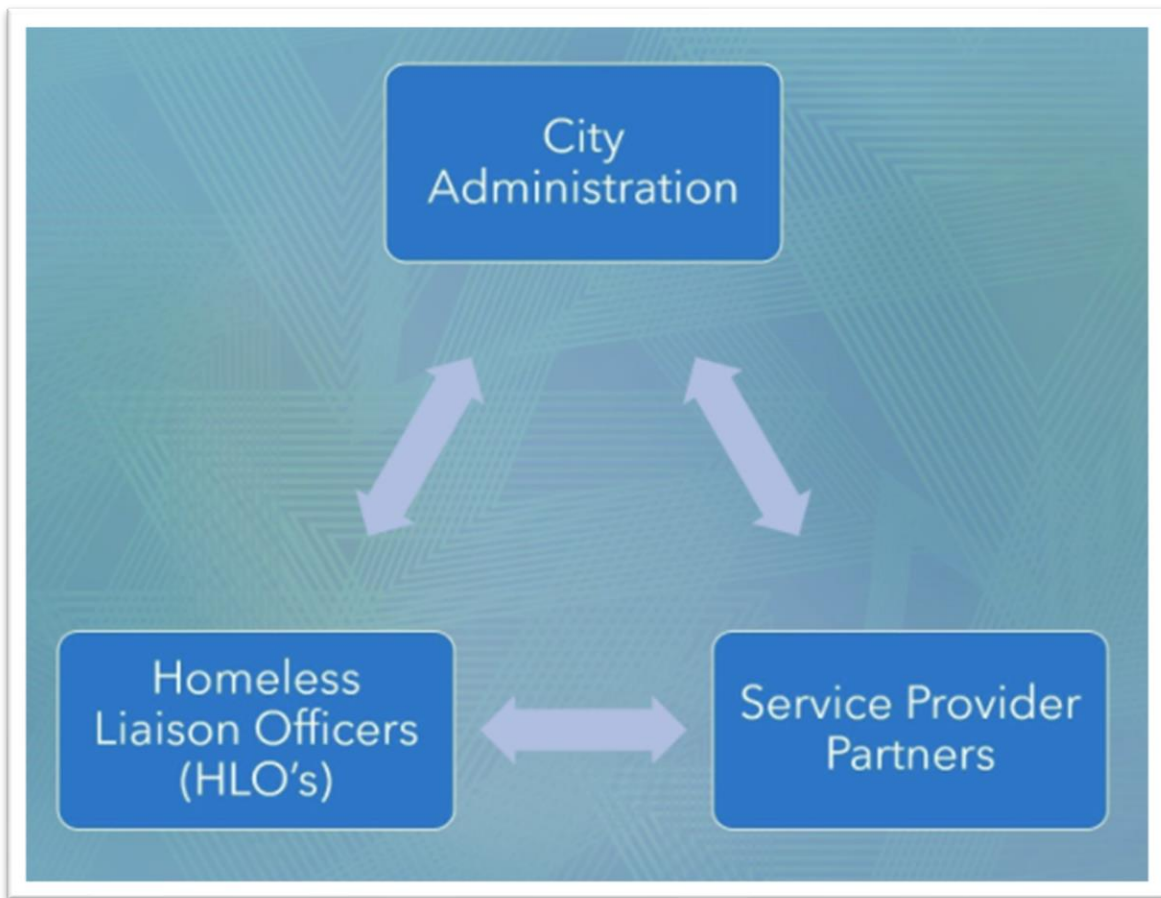 City
Administration
Homeless
Liaison Officers
(HLO's)
Service Provider
Partners